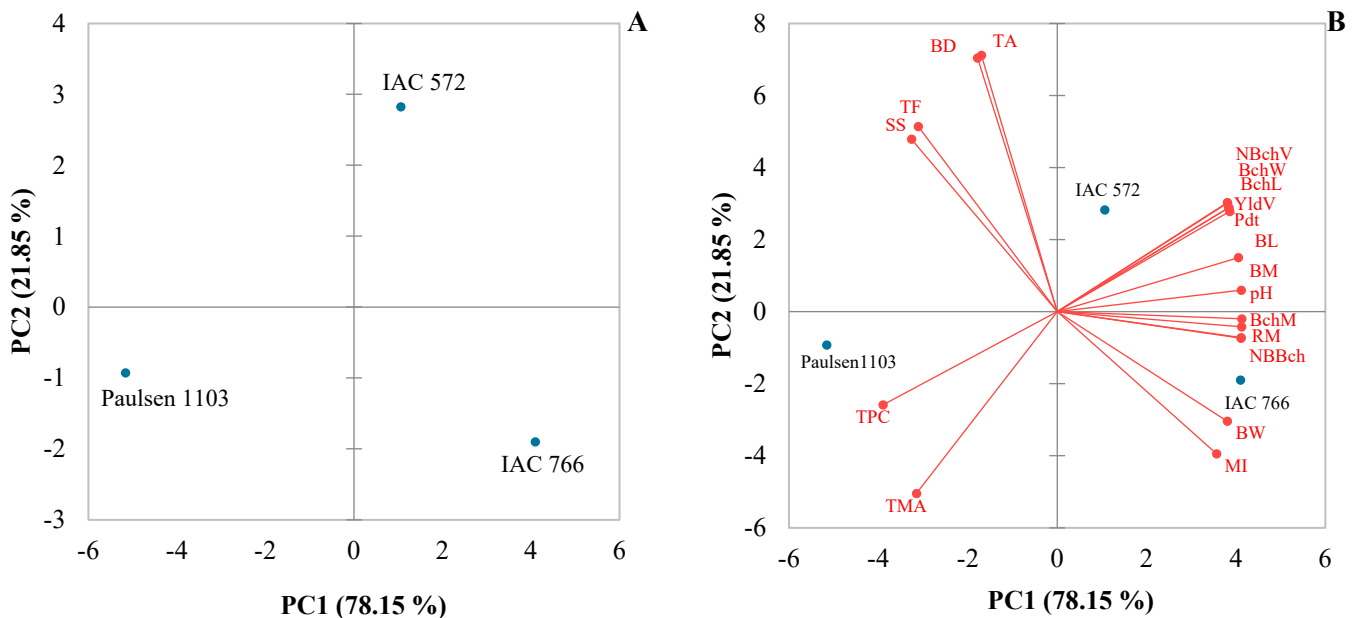 A
4
3
2
1
0
-1
-2
-3
PC2 (21.85 %)
IAC 572
Paulsen 1103
IAC 766
-6
-4
-2
0
2
4
6
PC1 (78.15 %)
B
8
6
4
2
0
-2
-4
-6
PC2 (21.85 %)
BD
TA
TF
SS
NBchV
BchW
IAC 572
BchL
YldV
Pdt
BL
BM
pH
BchM
RM
Paulsen1103
NBBch
IAC 766
TPC
BW
MI
TMA
-6
-4
-2
0
2
4
6
PC1 (78.15 %)